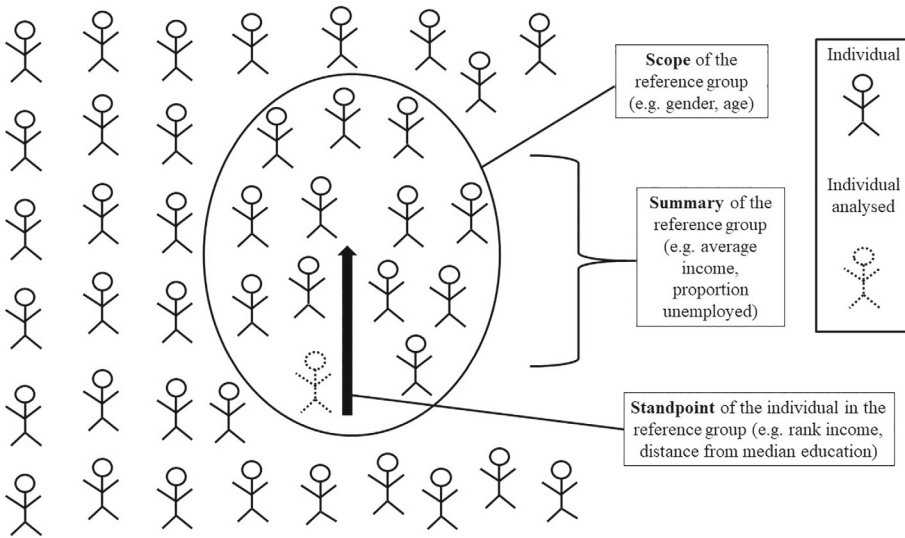 Scope of the
reference group
(e.g. gender, age)
Summary of the
reference group
(e.g. average
income,
proportion
unemployed)
Standpoint of the individual in the
reference group (e.g. rank income,
distance from median education)
Individual
Individual
analysed